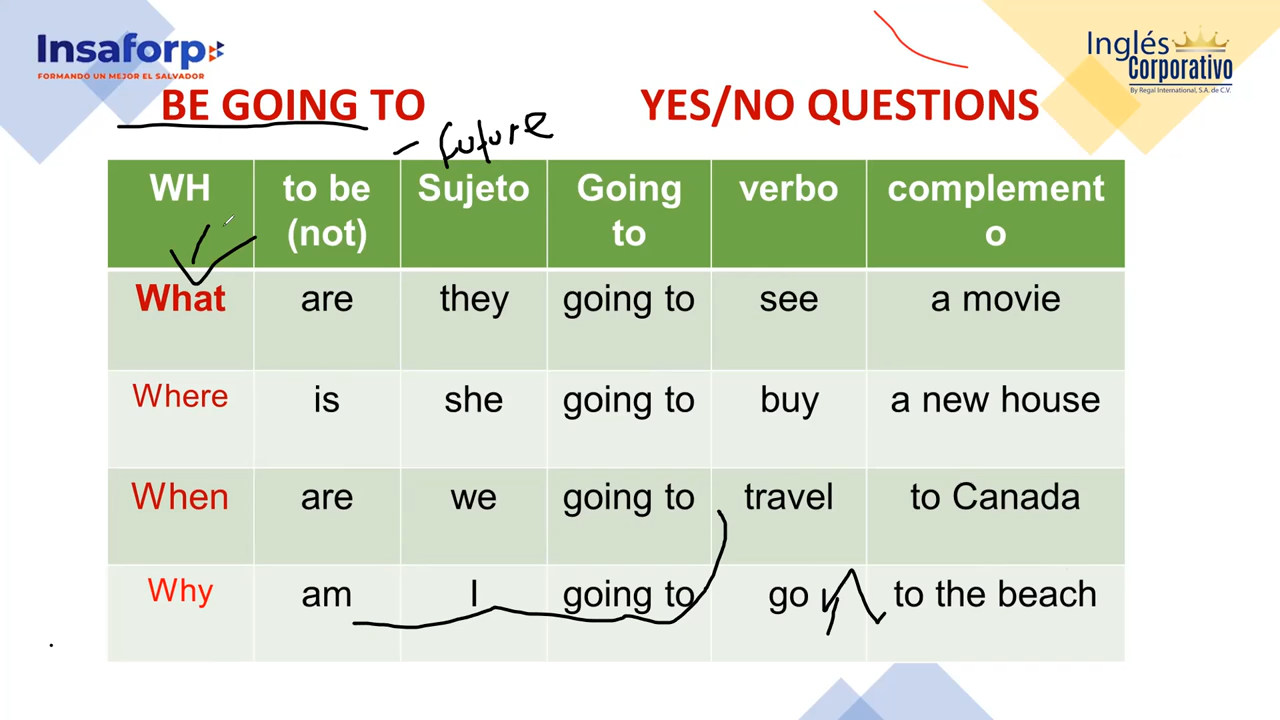 Insaforp
FORMANDO UN MEJOR EL SALVADOR
Inglés
Corporativo
By Regal International, S.A. de C.V.
BE GOING TO YES/NO QUESTIONS
- future
WH to be (not) Sujeto Going to verbo complemento
What are they going to see a movie
Where is she going to buy a new house
When are we going to travel to Canada
Why am I going to go to the beach